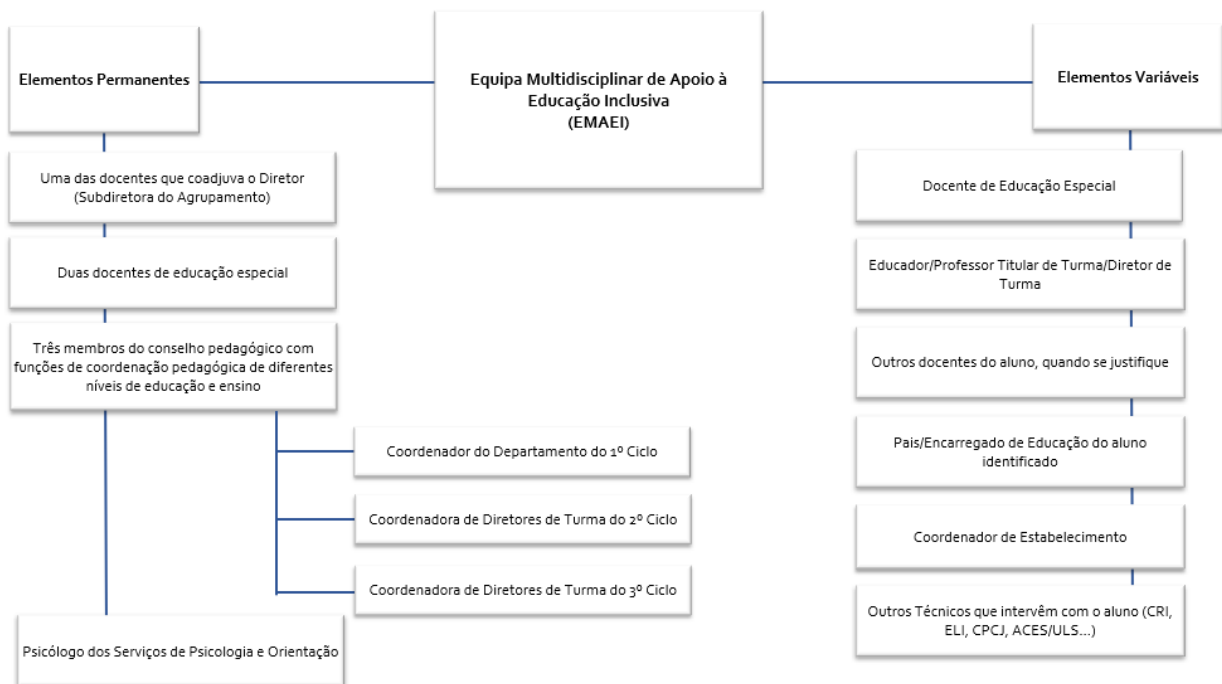 Elementos Permanentes
Equipa Multidisciplinar de Apoio à
Educação Inclusiva
(EMAEI)
Elementos Variáveis
Uma das docentes que coadjuva o Diretor
(Subdiretora do Agrupamento)
Duas docentes de educação especial
Três membros do conselho pedagógico com
funções de coordenação pedagógica de diferentes
níveis de educação e ensino
Coordenador do Departamento do 1º Ciclo
Coordenadora de Diretores de Turma do 2º Ciclo
Coordenadora de Diretores de Turma do 3º Ciclo
Psicólogo dos Serviços de Psicologia e Orientação
Docente de Educação Especial
Educador/Professor Titular de Turma/Diretor de
Turma
Outros docentes do aluno, quando se justifique
Pais/Encarregado de Educação do aluno
identificado
Coordenador de Estabelecimento
Outros Técnicos que intervêm com o aluno (CRI,
ELI, CPCJ, ACES/ULS...)